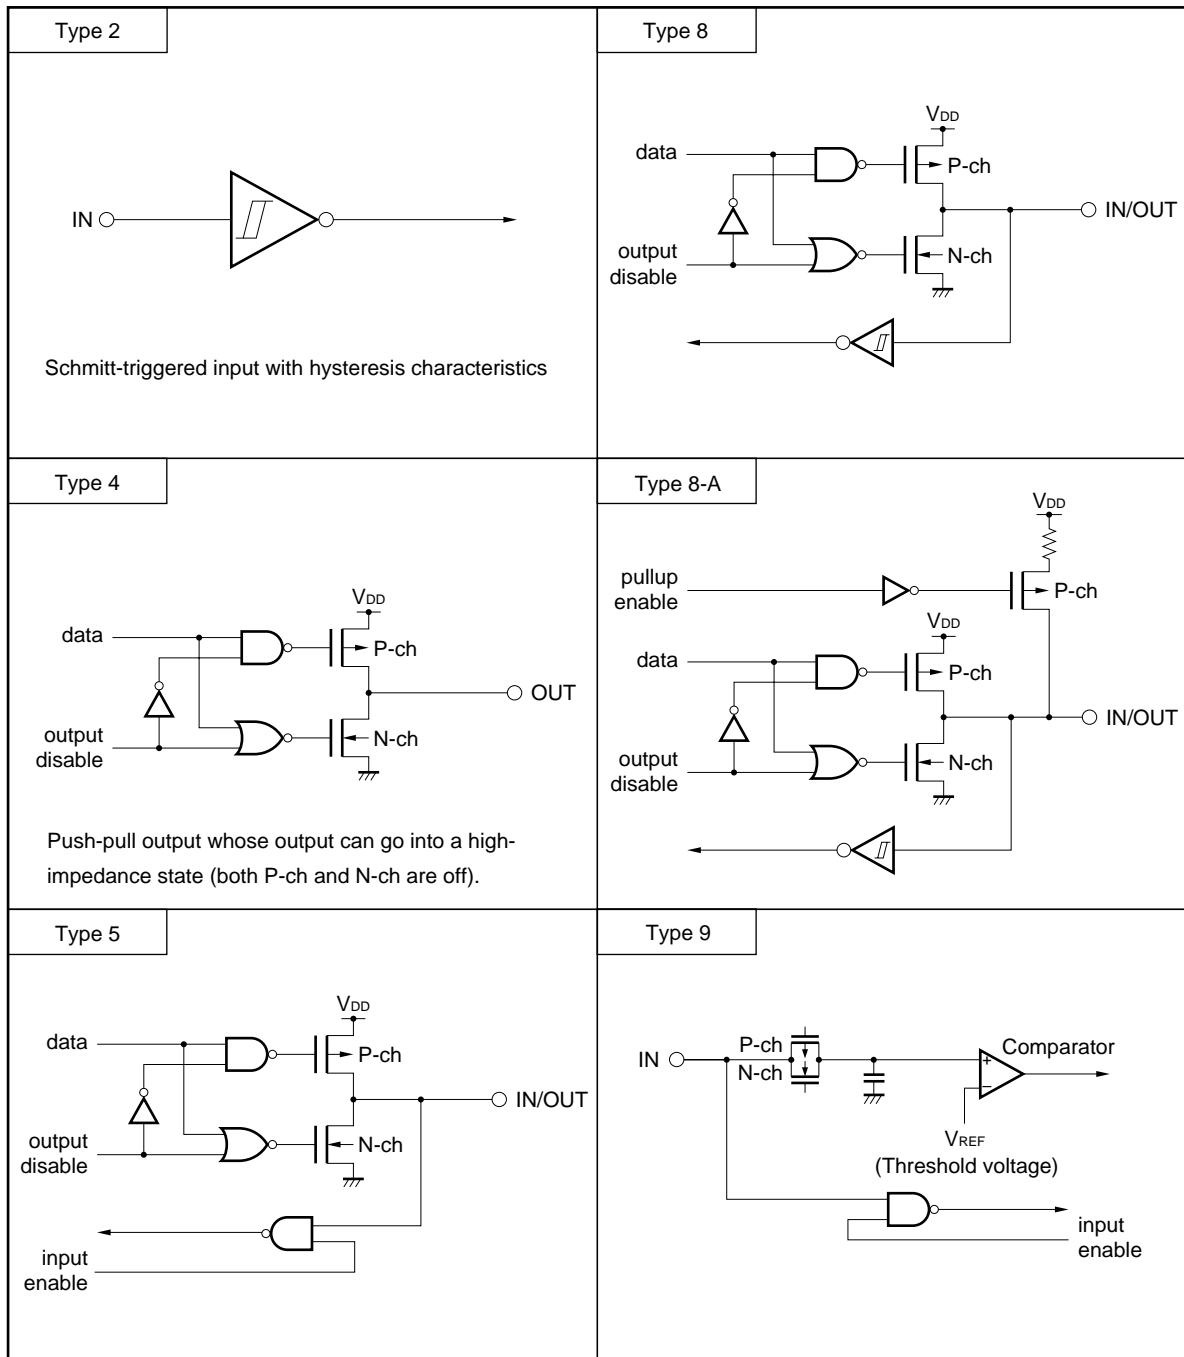 Type 2
IN
Schmitt-triggered input with hysteresis characteristics
Type 8
VDD
data
P-ch
IN/OUT
output
disable
N-ch
Type 4
VDD
data
P-ch
OUT
output
disable
N-ch
Push-pull output whose output can go into a high-
impedance state (both P-ch and N-ch are off).
Type 8-A
VDD
pullup
enable
P-ch
VDD
data
P-ch
IN/OUT
output
disable
N-ch
Type 5
VDD
data
P-ch
IN/OUT
output
disable
N-ch
input
enable
Type 9
P-ch
IN
N-ch
+
−
Comparator
VREF
(Threshold voltage)
input
enable